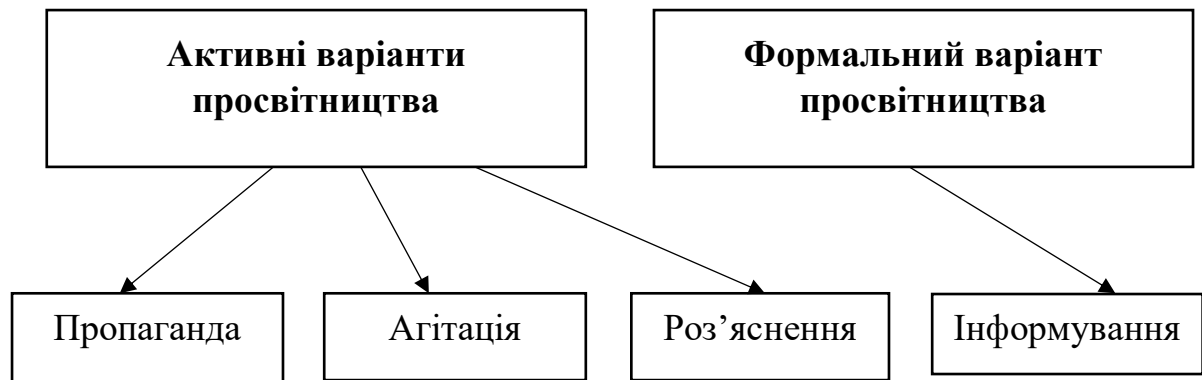 Активні варіанти
просвітництва
Формальний варіант
просвітництва
Пропаганда
Агітація
Роз’яснення
Інформування